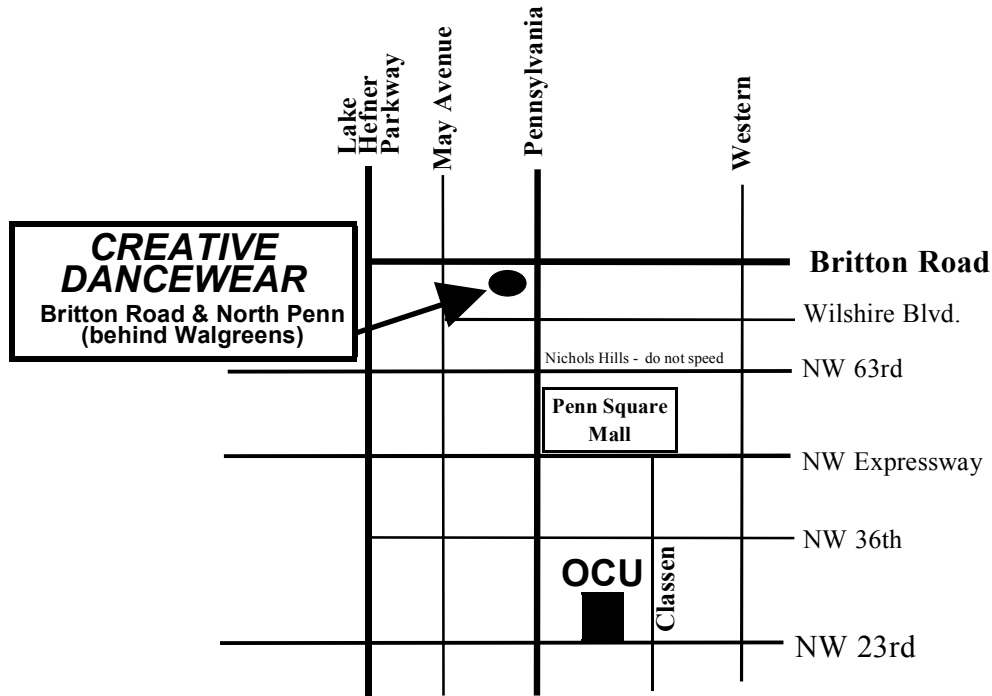 Lake
Hefner
Parkway
May Avenue
Pennsylvania
Western
CREATIVE
DANCEWEAR
Britton Road & North Penn
(behind Walgreens)
Britton Road
Wilshire Blvd.
Nichols Hills - do not speed
NW 63rd
Penn Square
Mall
NW Expressway
NW 36th
OCU
Classen
NW 23rd